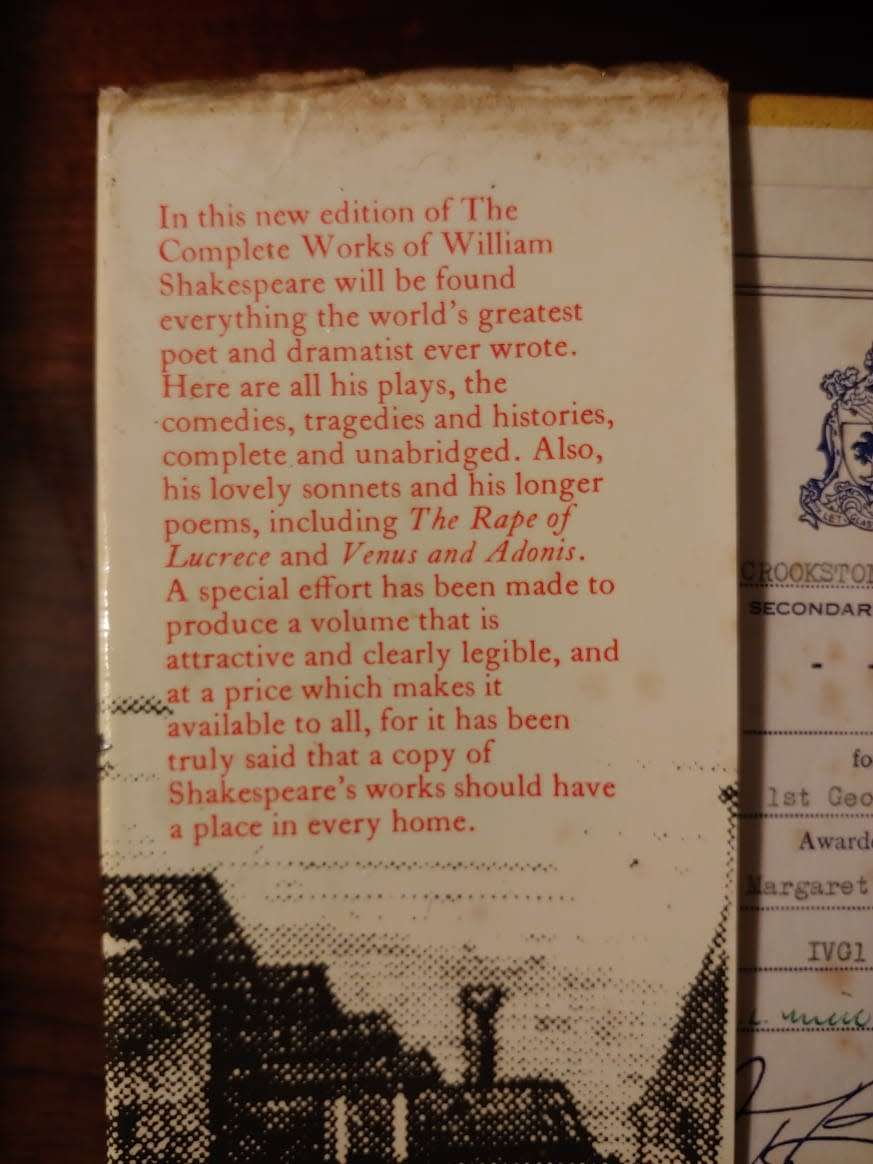 In this new edition of The
Complete Works of William
Shakespeare will be found
everything the world's greatest
poet and dramatist ever wrote.
Here are all his plays, the
comedies, tragedies and histories,
complete and unabridged. Also,
his lovely sonnets and his longer
poems, including The Rape of
Lucrece and Venus and Adonis.
A special effort has been made to
produce a volume that is
attractive and clearly legible, and
at a price which makes it
available to all, for it has been
truly said that a copy of
Shakespeare's works should have
a place in every home.
LET GLAS
CROOKSTON
SECONDAR
- -
fo
1st Geo
Awarde
Margaret
IVG1